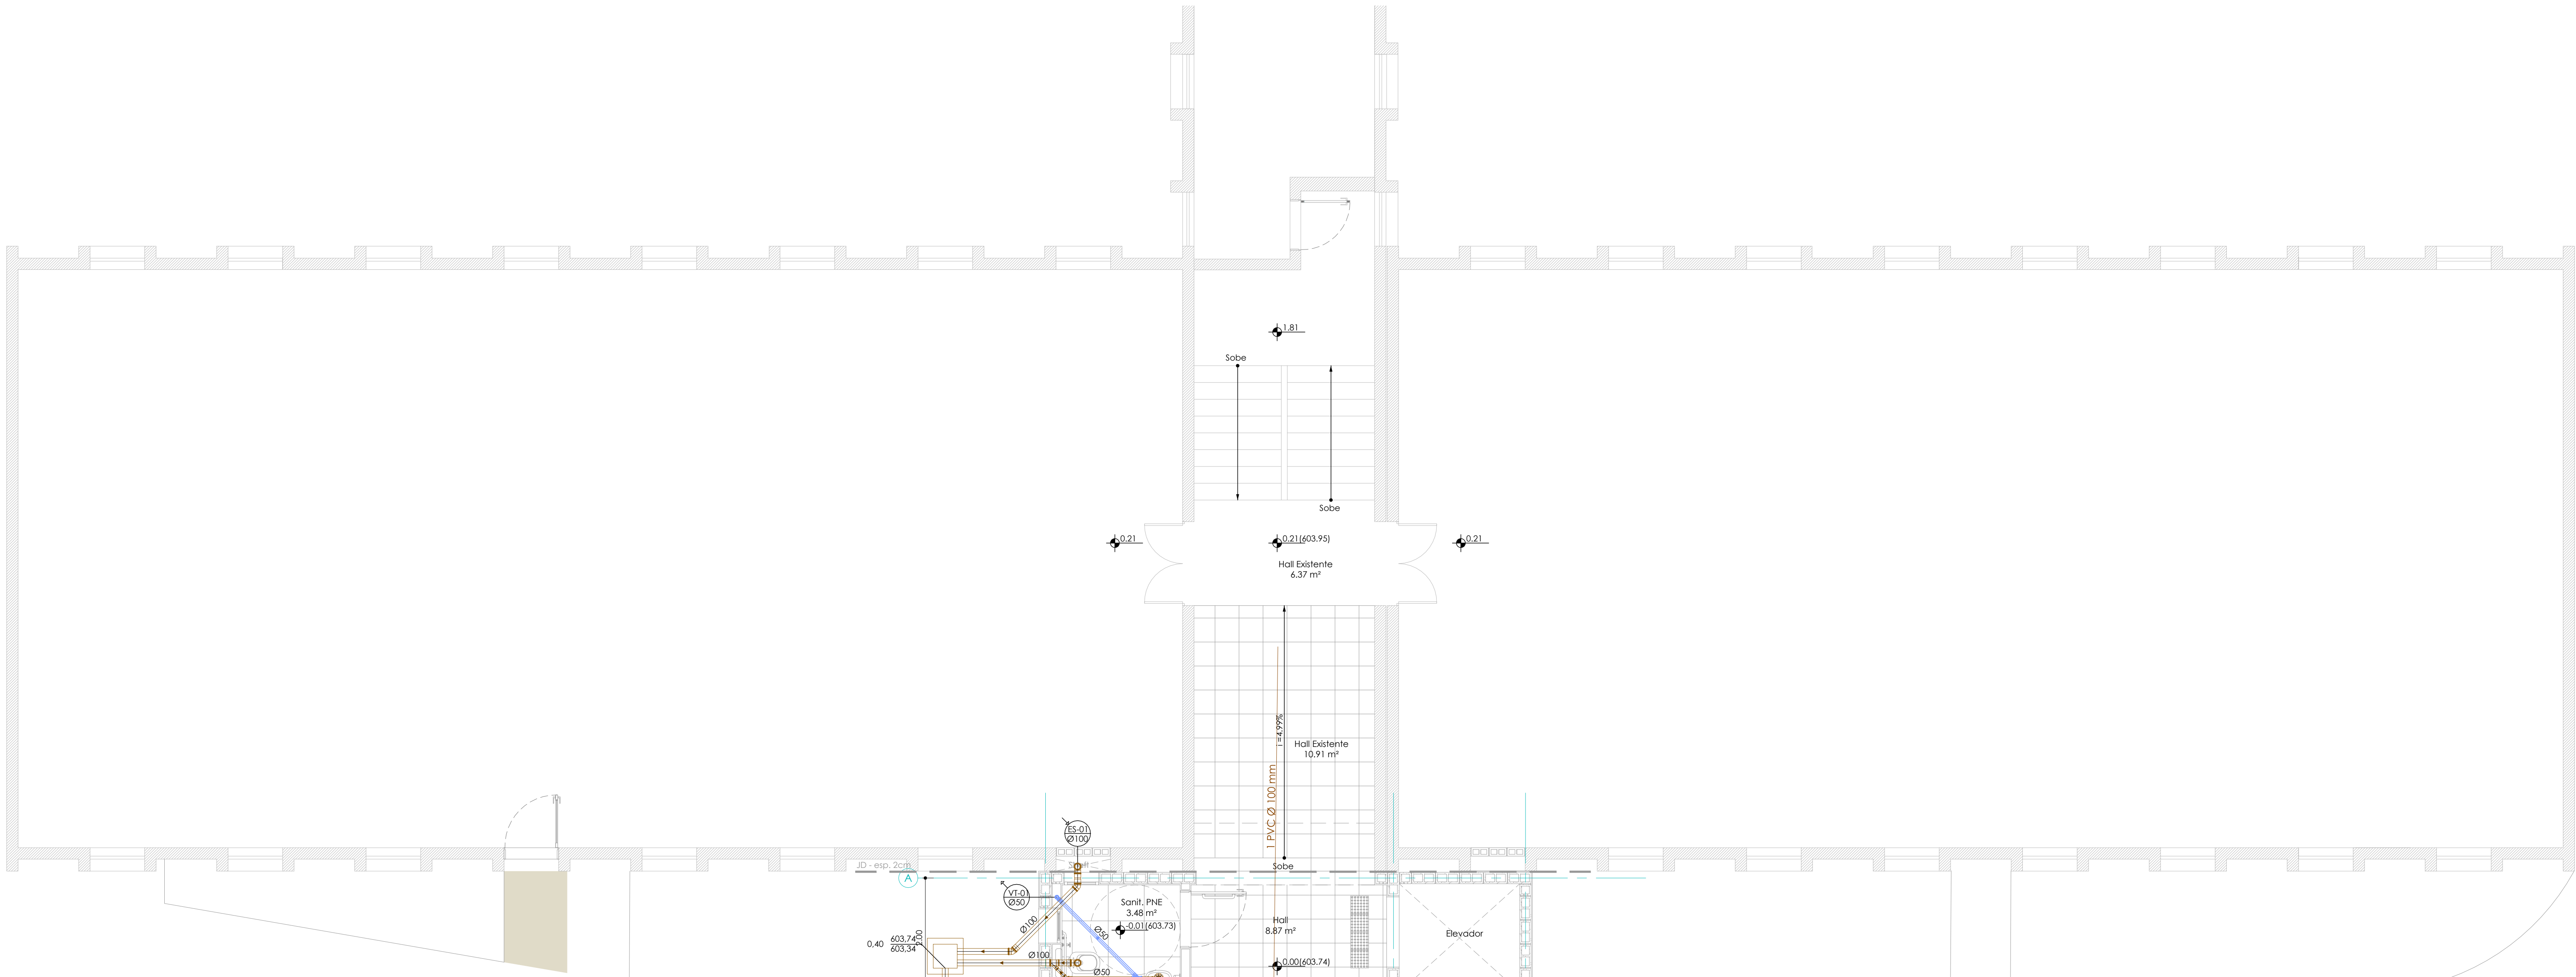 1,81
Sobe
Sobe
0,21
0,21(603,95)
0,21
Hall Existente
6.37 m²
i =4,99%
Hall Existente
10.91 m²
1 PVC Ø 100 mm
ES-01
Ø100
JD - esp. 2cm
Shaft
Sobe
A
VT-01
Ø50
Sanit. PNE
3.48 m²
-0,01(603,73)
Ø100
Ø50
Hall
8.87 m²
Elevador
2,00
0,40
603,74
603,34
Ø100
Ø50
0,00(603,74)